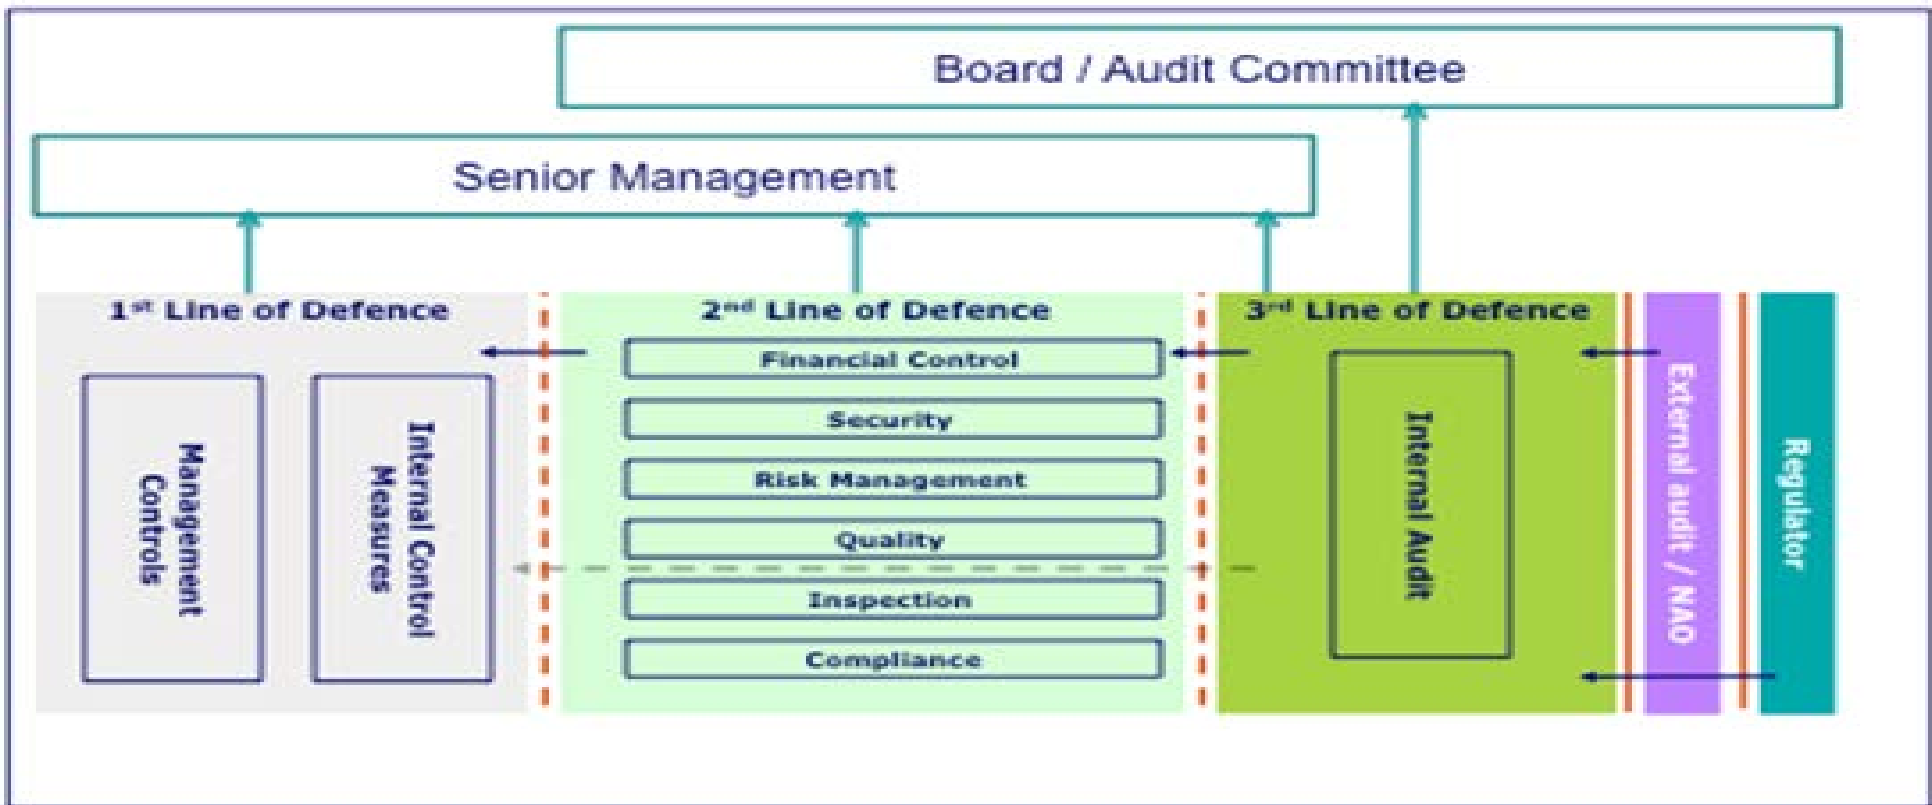 Board / Audit Committee
Senior Management
1st Line of Defence
2nd Line of Defence
3rd Line of Defence
Management
Controls
Internal Control
Measures
Financial Control
Security
Risk Management
Quality
Inspection
Compliance
Internal Audit
External audit / NAO
Regulator